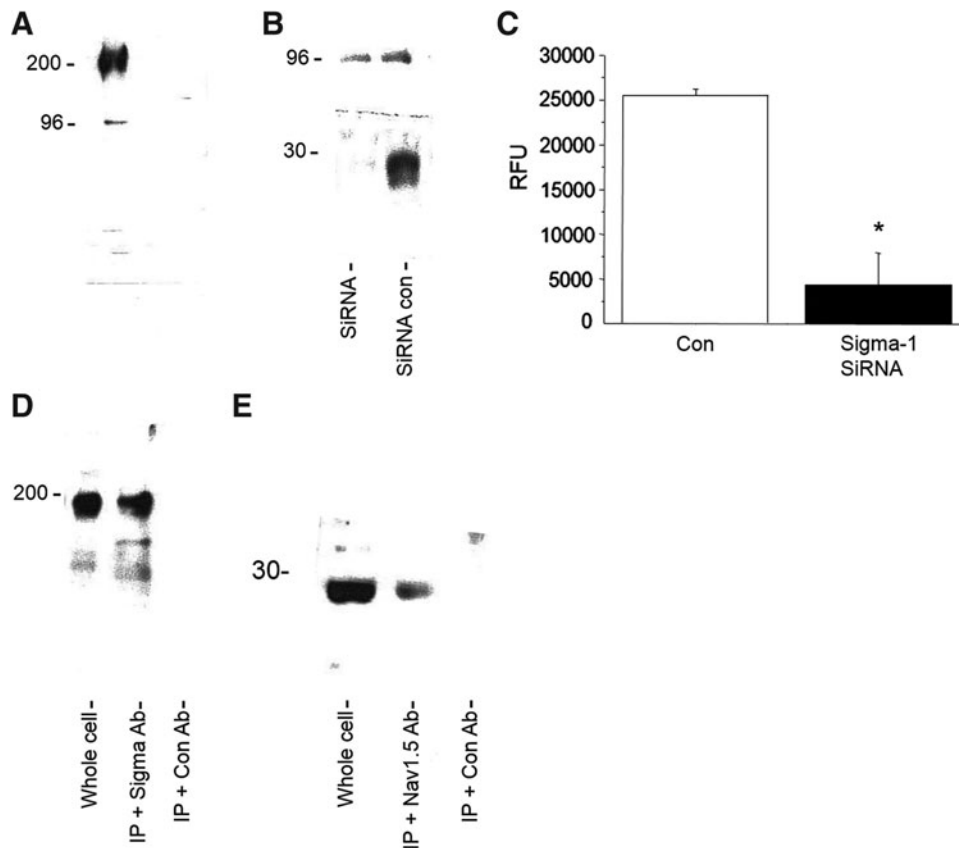 A
200 -
96 -
B
96 -
30 -
SiRNA -
SiRNA con -
C
RFU
30000
25000
20000
15000
10000
5000
0
*
Con
Sigma-1
SiRNA
D
200 -
Whole cell -
IP + Sigma Ab-
IP + Con Ab-
E
30-
Whole cell -
IP + Nav1.5 Ab-
IP + Con Ab-